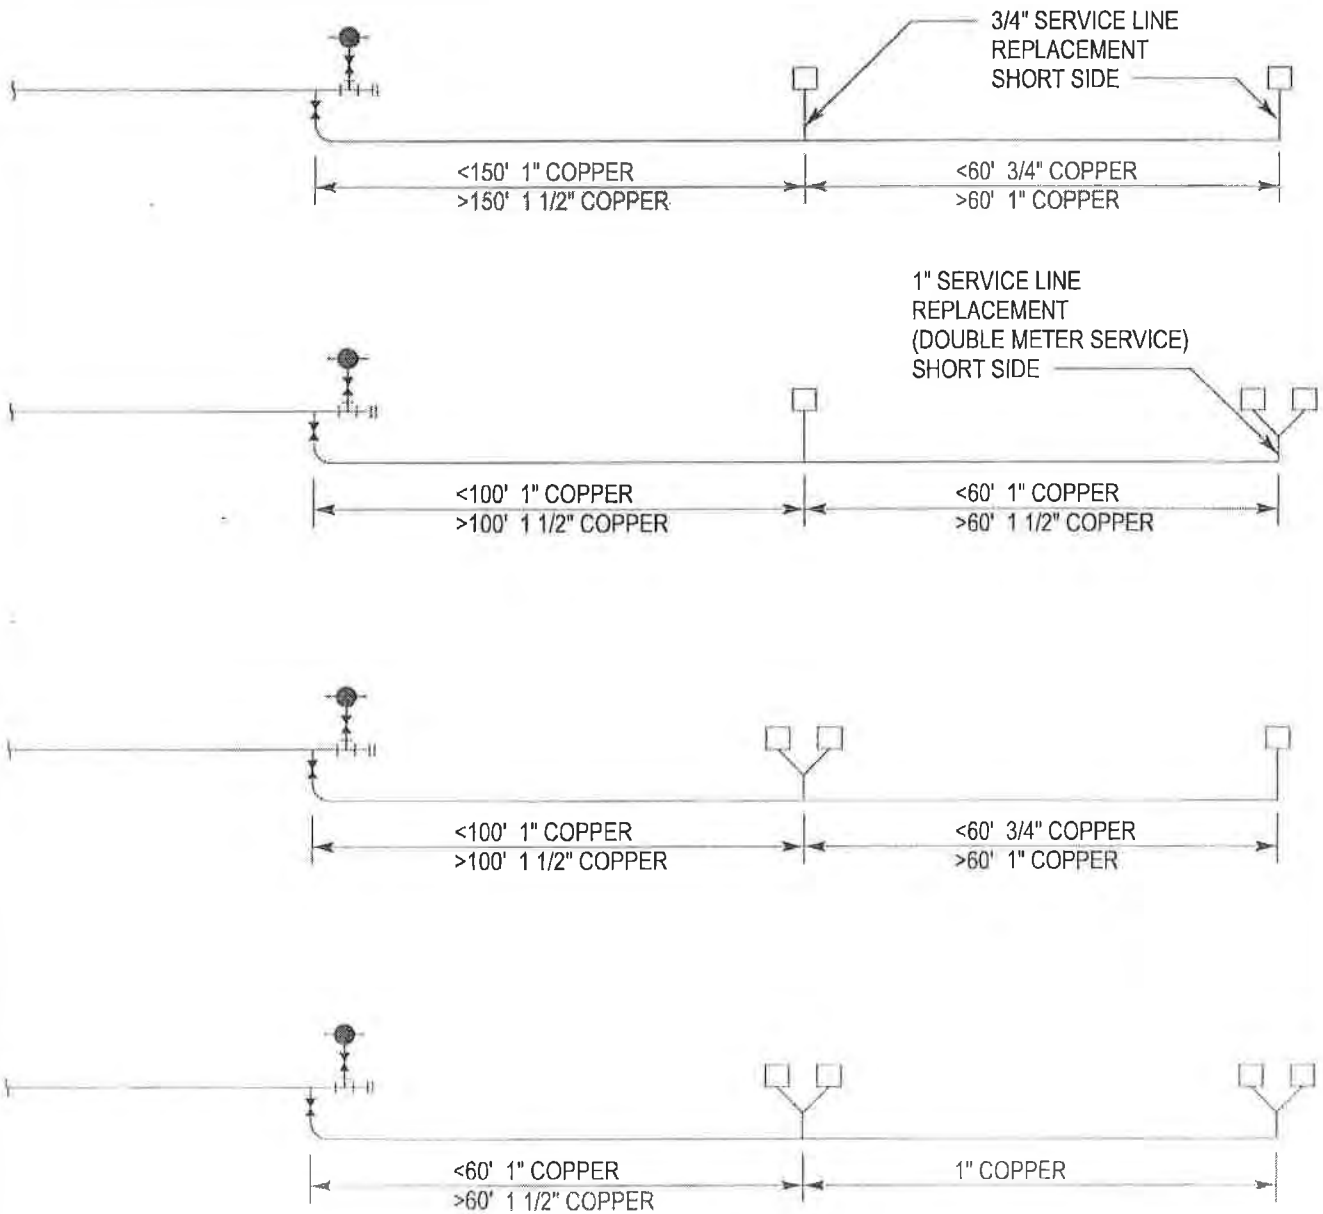 3/4" SERVICE LINE
REPLACEMENT
SHORT SIDE
<150' 1" COPPER
>150' 1 1/2" COPPER
<60' 3/4" COPPER
>60' 1" COPPER
1" SERVICE LINE
REPLACEMENT
(DOUBLE METER SERVICE)
SHORT SIDE
<100' 1" COPPER
>100' 1 1/2" COPPER
<60' 1" COPPER
>60' 1 1/2" COPPER
<100' 1" COPPER
>100' 1 1/2" COPPER
<60' 3/4" COPPER
>60' 1" COPPER
<60' 1" COPPER
>60' 1 1/2" COPPER
1" COPPER